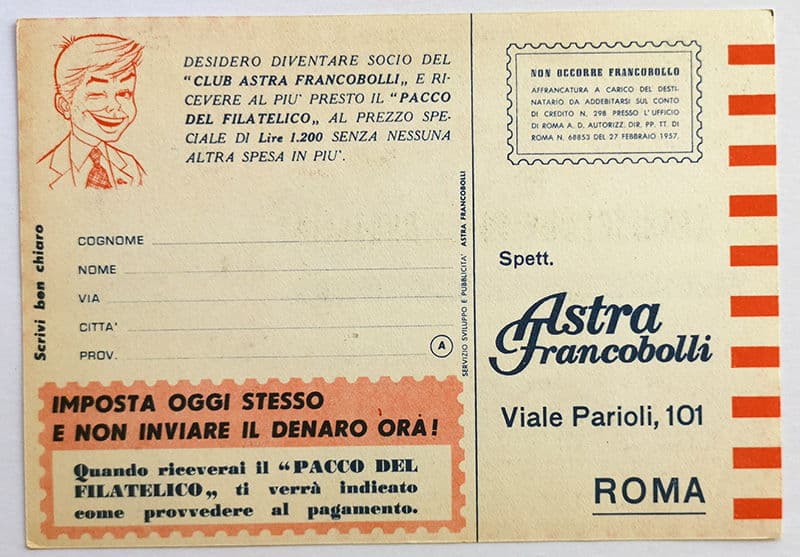 DESIDERO DIVENTARE SOCIO DEL
“CLUB ASTRA FRANCOBOLLI„ E RI-
CEVERE AL PIU' PRESTO IL “PACCO
DEL FILATELICO„ AL PREZZO SPE-
CIALE DI Lire 1.200 SENZA NESSUNA
ALTRA SPESA IN PIU'.
Scrivi ben chiaro
COGNOME
NOME
VIA
CITTA'
PROV.
A
SERVIZIO SVILUPPO E PUBBLICITA' ASTRA FRANCOBOLLI
IMPOSTA OGGI STESSO
E NON INVIARE IL DENARO ORA!
Quando riceverai il “PACCO DEL
FILATELICO„ ti verrà indicato
come provvedere al pagamento.
NON OCCORRE FRANCOBOLLO
AFFRANCATURA A CARICO DEL DESTI-
NATARIO DA ADDEBITARSI SUL CONTO
DI CREDITO N. 298 PRESSO L'UFFICIO
DI ROMA A. D. AUTORIZZ. DIR. PP. TT. DI
ROMA N. 68853 DEL 27 FEBBRAIO 1957.
Spett.
Astra
Francobolli
Viale Parioli, 101
ROMA